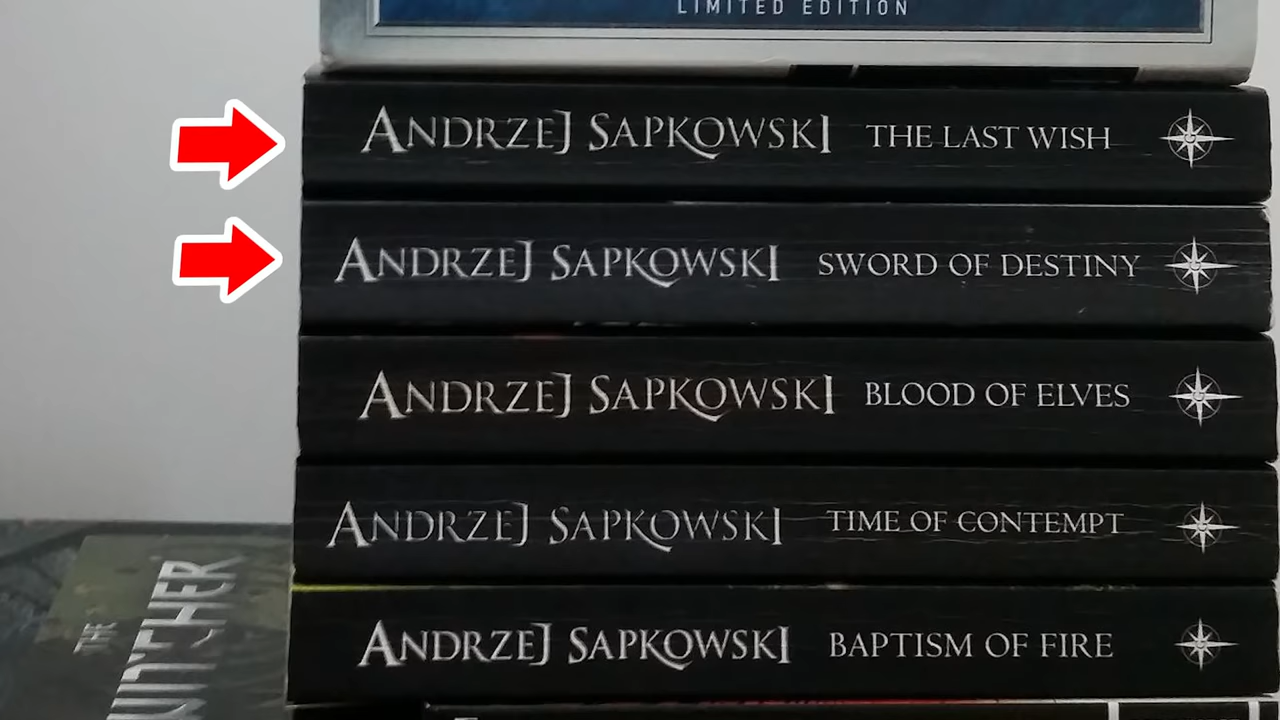 LIMITED EDITION
ANDRZEJ SAPKOWSKI THE LAST WISH
ANDRZEJ SAPKOWSKI SWORD OF DESTINY
ANDRZEJ SAPKOWSKI BLOOD OF ELVES
ANDRZEJ SAPKOWSKI TIME OF CONTEMPT
ANDRZEJ SAPKOWSKI BAPTISM OF FIRE
THE
WITCHER